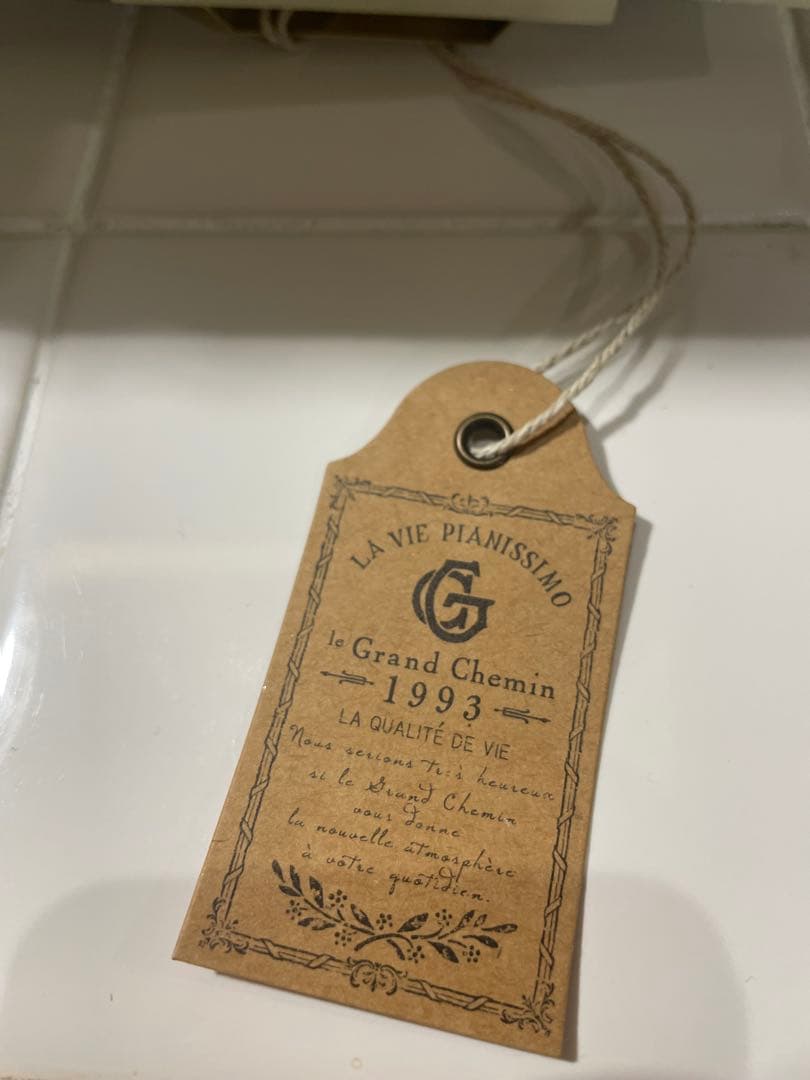 LA VIE PIANISSIMO
G
le Grand Chemin
1993
LA QUALITÉ DE VIE
Nous serions très heureux
si le Grand Chemin
vous donne
la nouvelle atmosphère
à votre quotidien.